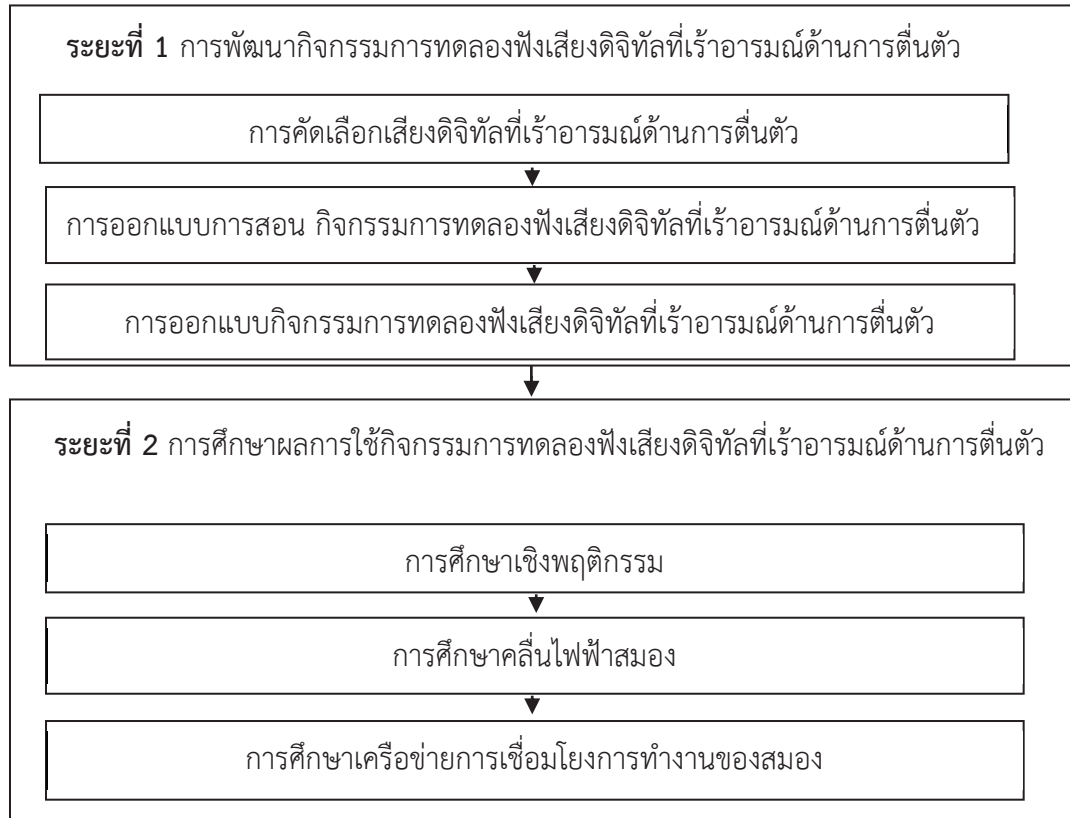 ระยะที่ 1 การพัฒนากิจกรรมการทดลองฟังเสียงดิจิทัลที่เร้าอารมณ์ด้านการตื่นตัว
การคัดเลือกเสียงดิจิทัลที่เร้าอารมณ์ด้านการตื่นตัว
การออกแบบการสอน กิจกรรมการทดลองฟังเสียงดิจิทัลที่เร้าอารมณ์ด้านการตื่นตัว
การออกแบบกิจกรรมการทดลองฟังเสียงดิจิทัลที่เร้าอารมณ์ด้านการตื่นตัว
ระยะที่ 2 การศึกษาผลการใช้กิจกรรมการทดลองฟังเสียงดิจิทัลที่เร้าอารมณ์ด้านการตื่นตัว
การศึกษาเชิงพฤติกรรม
การศึกษาคลื่นไฟฟ้าสมอง
การศึกษาเครือข่ายการเชื่อมโยงการทำงานของสมอง